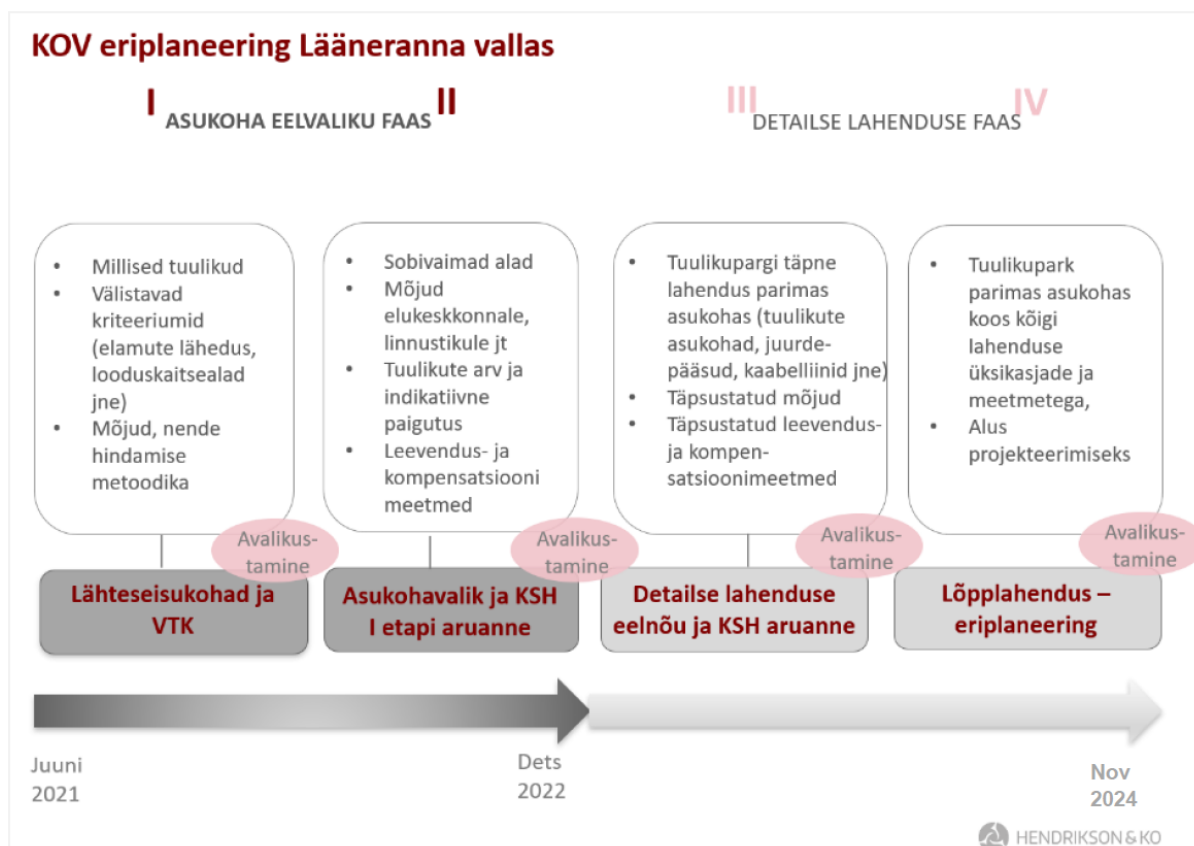 KOV eriplaneering Lääneranna vallas
I
II
ASUKOHA EELVALIKU FAAS
III
IV
DETAILSE LAHENDUSE FAAS
• Millised tuulikud
• Välistavad
kriteeriumid
(elamute lähedus,
looduskaitsealad
jne)
• Mõjud, nende
hindamise
metoodika
Avalikus-
tamine
Lähteseisukohad ja
VTK
• Sobivaimad alad
• Mõjud
elukeskkonnale,
linnustikule jt
• Tuulikute arv ja
indikatiivne
paigutus
• Leevendus- ja
kompensatsiooni
meetmed
Avalikus-
tamine
Asukohavalik ja KSH
I etapi aruanne
• Tuulikupargi täpne
lahendus parimas
asukohas (tuulikute
asukohad, juurde-
pääsud, kaabelliinid jne)
• Täpsustatud mõjud
• Täpsustatud leevendus-
ja kompen-
satsioonimeetmed
Avalikus-
tamine
Detailse lahenduse
eelnõu ja KSH aruanne
• Tuulikupark
parimas asukohas
koos kõigi
lahenduse
üksikasjade ja
meetmetega,
• Alus
projekteerimiseks
Avalikus-
tamine
Lõpplahendus –
eriplaneering
Juuni
2021
Dets
2022
Nov
2024
HENDRIKSON & KO